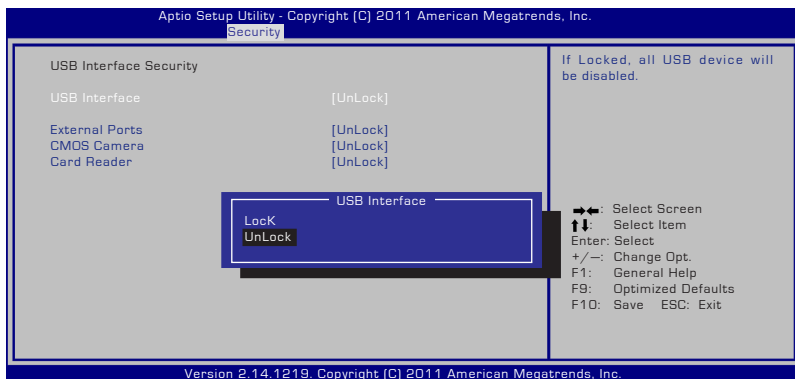 Aptio Setup Utility - Copyright (C) 2011 American Megatrends, Inc.
Security
USB Interface Security
USB Interface [UnLock]
External Ports [UnLock]
CMOS Camera [UnLock]
Card Reader [UnLock]
If Locked, all USB device will
be disabled.
USB Interface
LocK
UnLock
→←: Select Screen
↑↓: Select Item
Enter: Select
+/—: Change Opt.
F1: General Help
F9: Optimized Defaults
F10: Save ESC: Exit
Version 2.14.1219. Copyright (C) 2011 American Megatrends, Inc.